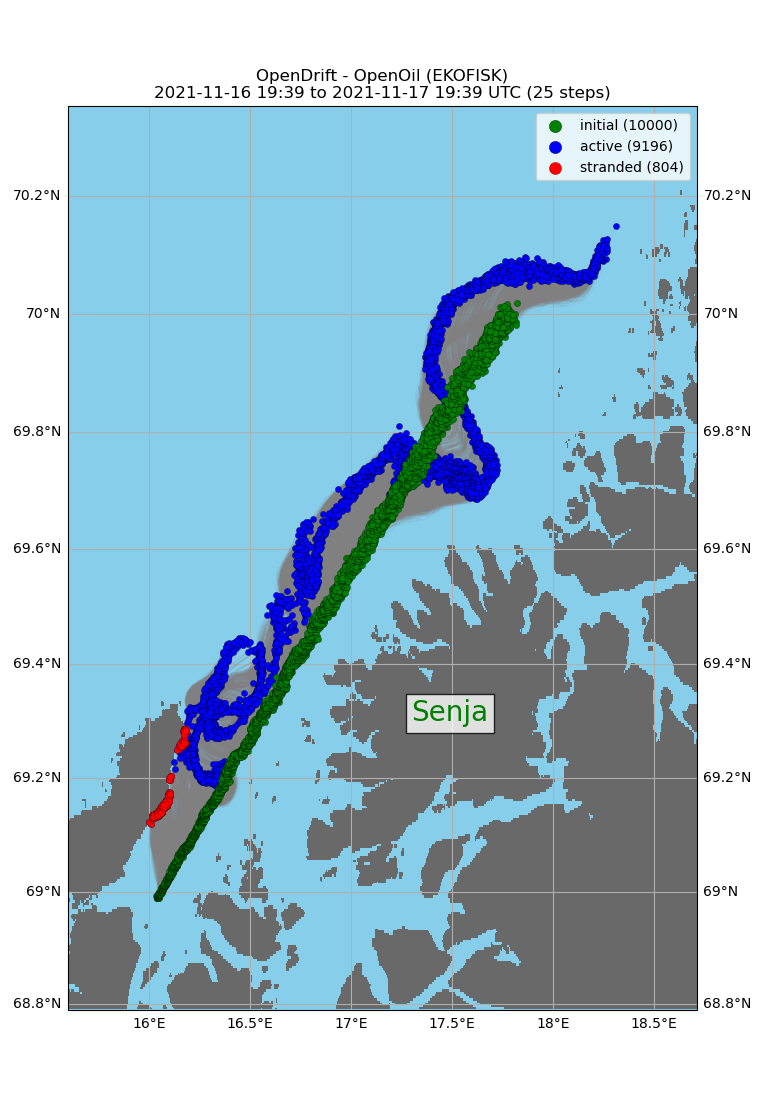 OpenDrift - OpenOil (EKOFISK)
2021-11-16 19:39 to 2021-11-17 19:39 UTC (25 steps)
initial (10000)
active (9196)
stranded (804)
70.2°N 70.2°N
70°N 70°N
69.8°N 69.8°N
69.6°N 69.6°N
69.4°N 69.4°N
Senja
69.2°N 69.2°N
69°N 69°N
68.8°N 68.8°N
16°E 16.5°E 17°E 17.5°E 18°E 18.5°E